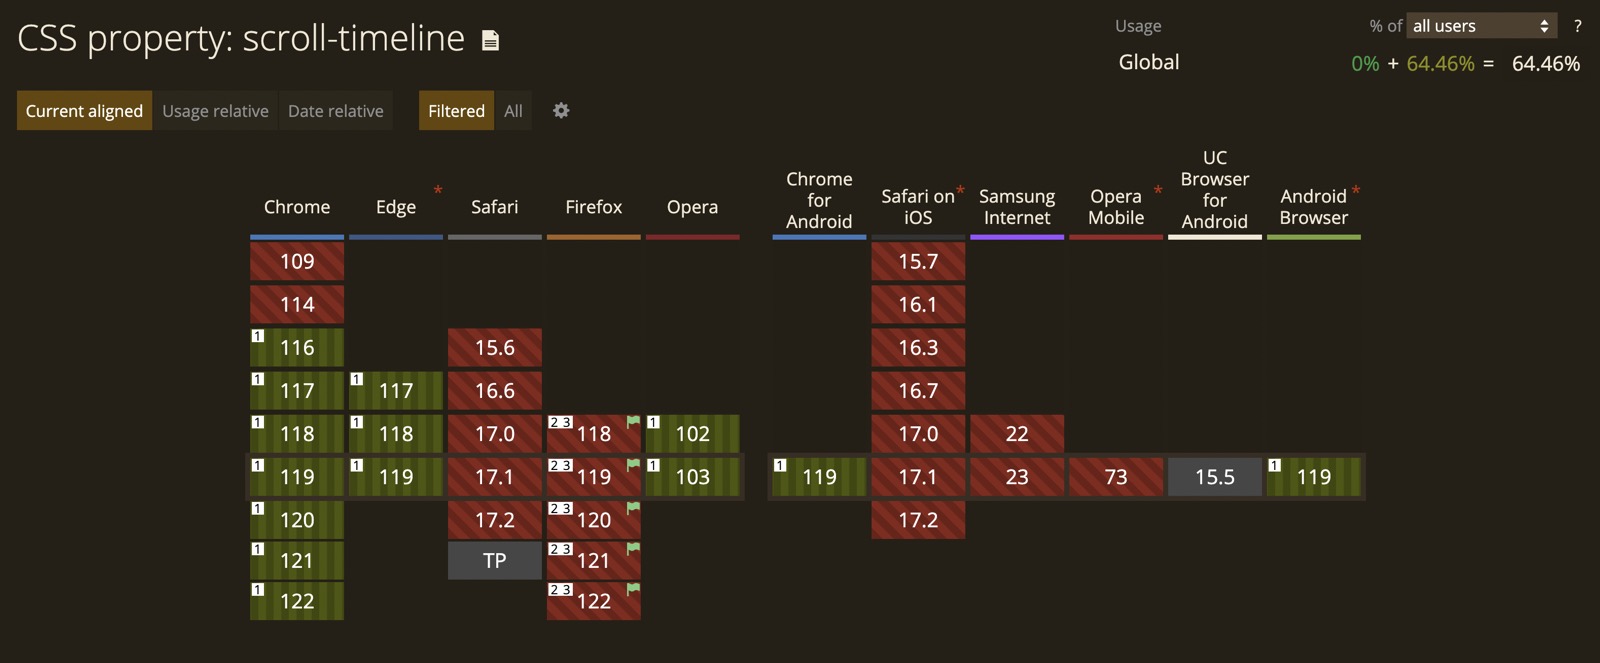 CSS property: scroll-timeline
Usage % of all users ?
Global 0% + 64.46% = 64.46%
Current aligned Usage relative Date relative Filtered All
Chrome Edge * Safari Firefox Opera Chrome for Android Safari on iOS * Samsung Internet Opera Mobile * UC Browser for Android Android Browser *
109 15.7
114 16.1
1 116 15.6 16.3
1 117 1 117 16.6 16.7
1 118 1 118 17.0 2 3 118 1 102 17.0 22
1 119 1 119 17.1 2 3 119 1 103 1 119 17.1 23 73 15.5 1 119
1 120 17.2 2 3 120 17.2
1 121 TP 2 3 121
1 122 2 3 122